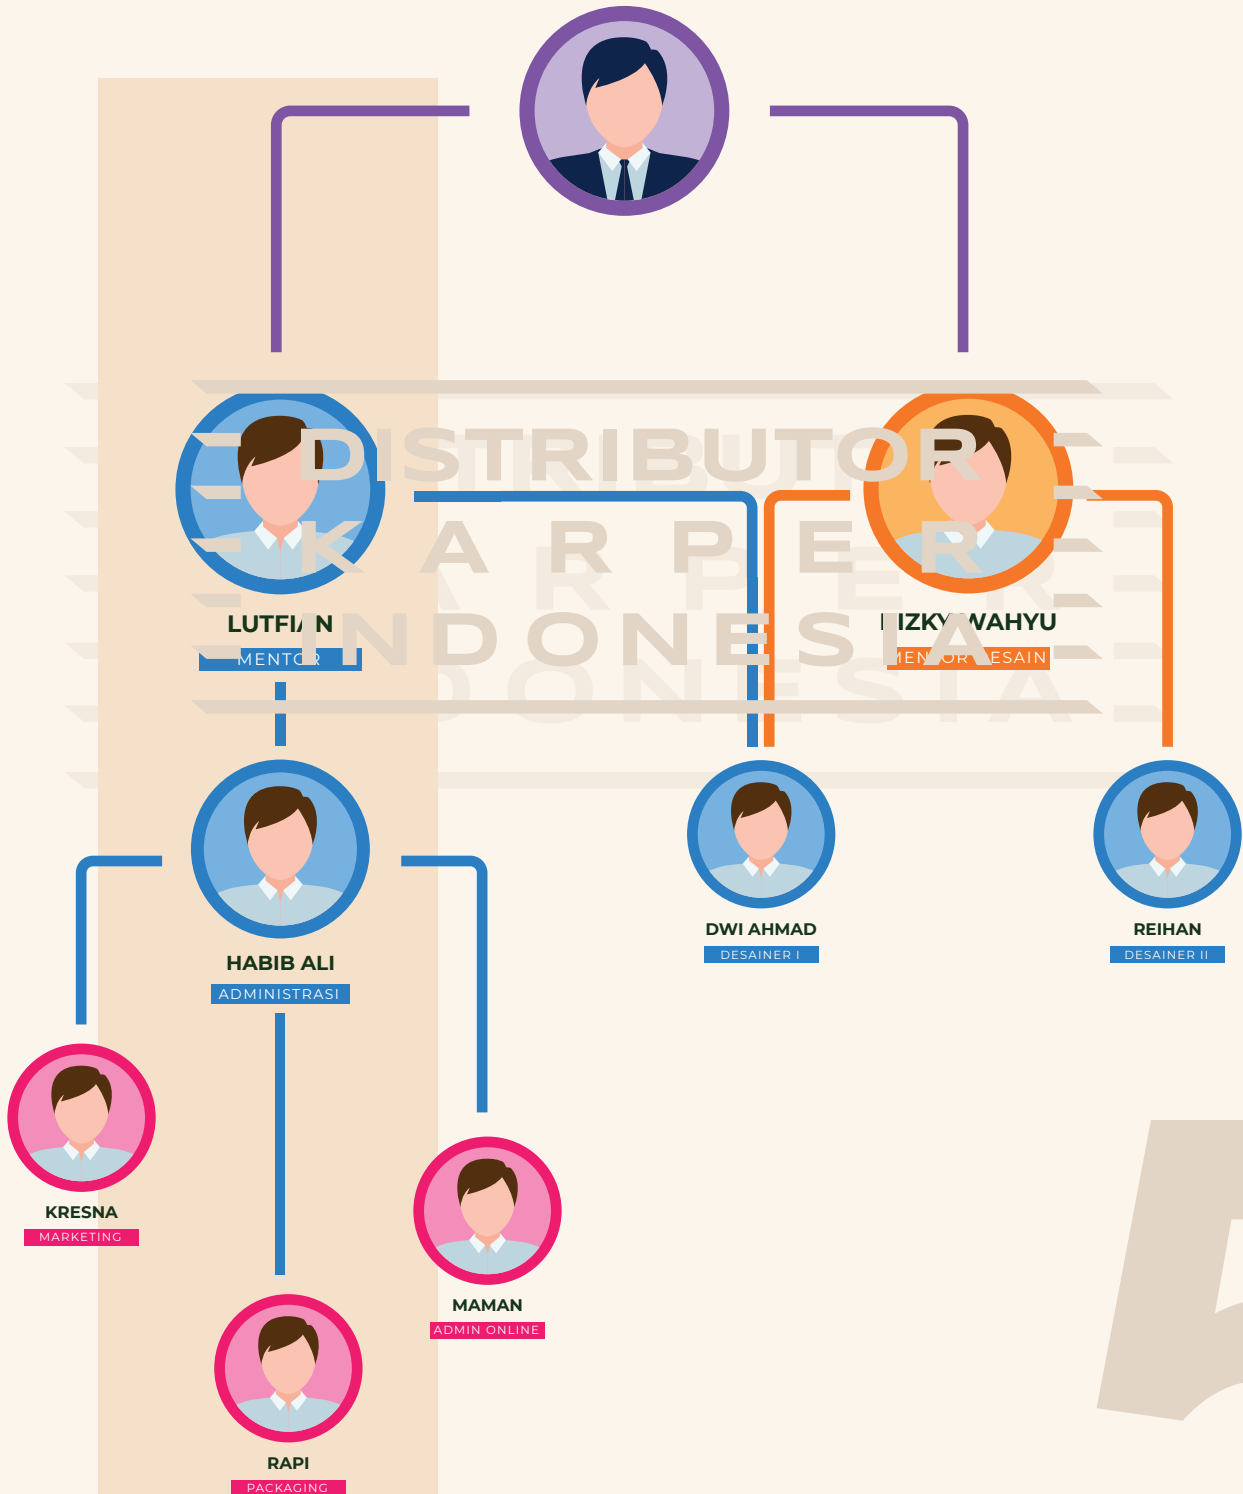 DISTRIBUTOR
KARPER
INDONESIA
LUTFIAN
MENTOR
RIZKY WAHYU
MENTOR DESAIN
HABIB ALI
ADMINISTRASI
DWI AHMAD
DESAINER I
REIHAN
DESAINER II
KRESNA
MARKETING
MAMAN
ADMIN ONLINE
RAPI
PACKAGING